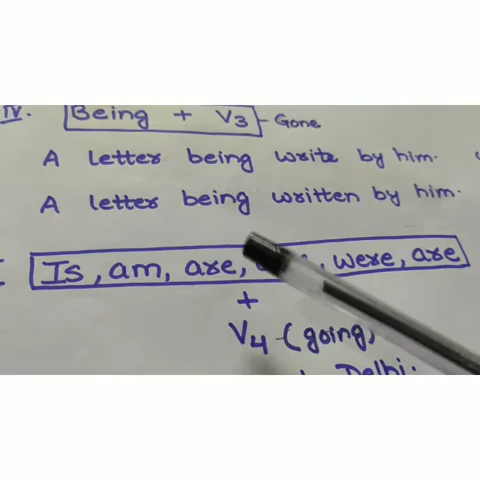 IV. Being + V3 - Gone
A letter being write by him.
A letter being written by him.
Is, am, are, were, are
+
V4 - (going)
Delhi.